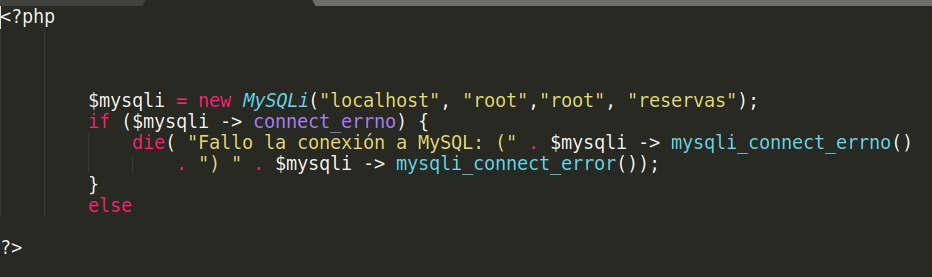 <?php
$mysqli = new MySQLi("localhost", "root","root", "reservas");
if ($mysqli -> connect_errno) {
die( "Fallo la conexión a MySQL: (" . $mysqli -> mysqli_connect_errno()
. ") " . $mysqli -> mysqli_connect_error());
}
else
?>